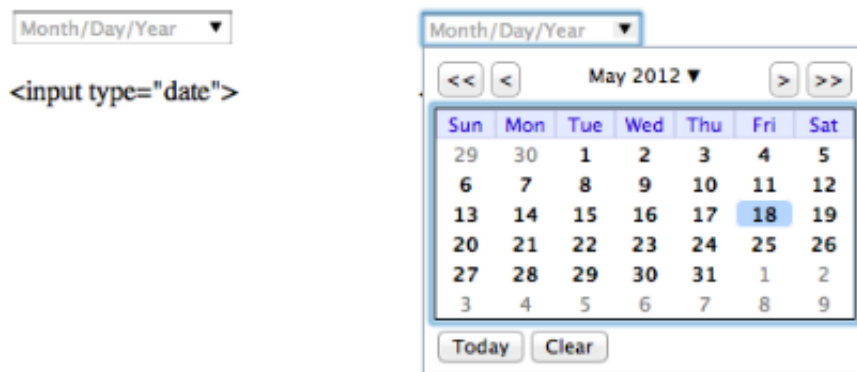 Month/Day/Year ▼
<input type="date">
Month/Day/Year ▼
<< < May 2012 ▼ > >>
Sun Mon Tue Wed Thu Fri Sat
29 30 1 2 3 4 5
6 7 8 9 10 11 12
13 14 15 16 17 18 19
20 21 22 23 24 25 26
27 28 29 30 31 1 2
3 4 5 6 7 8 9
Today Clear